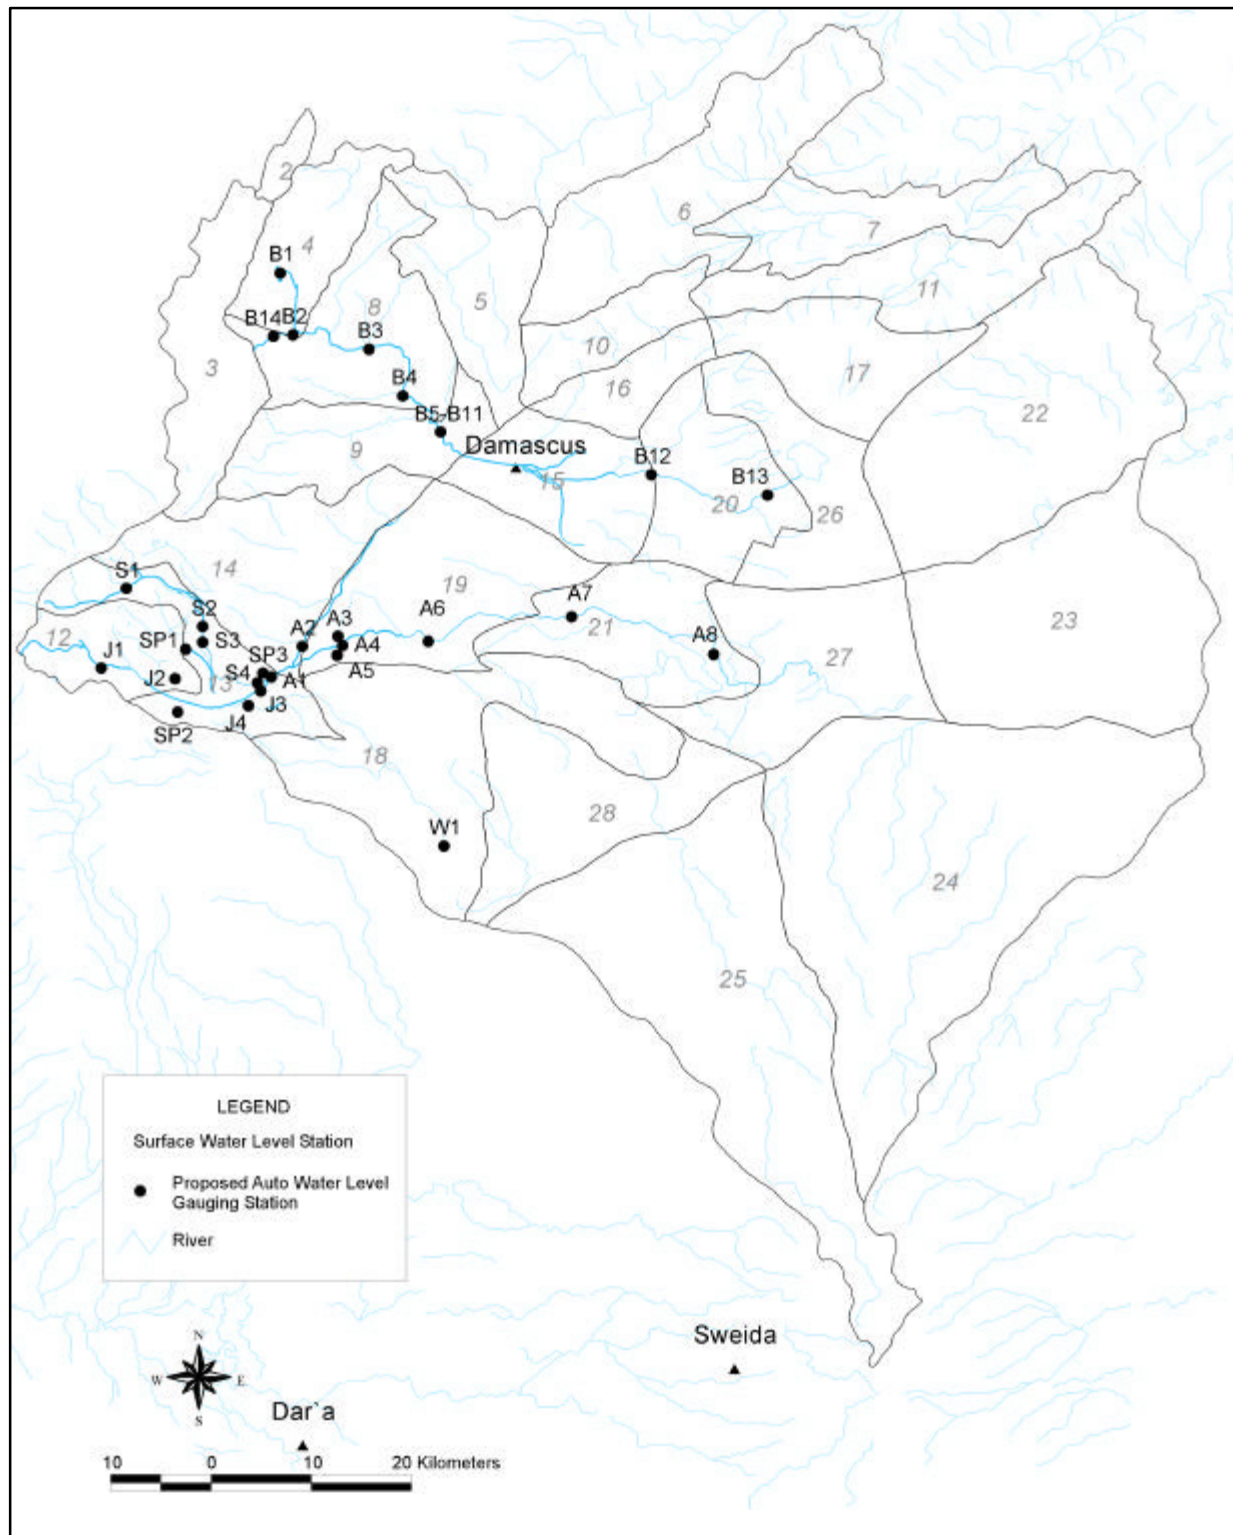 2
6
4
7
B1
11
5
8
B14
B2
B3
10
3
17
16
B4
22
B5-B11
Damascus
9
B12
B13
15
20
26
14
S1
19
A7
S2
A3
A6
23
12
A2
21
SP1
S3
A4
A8
J1
SP3
A5
27
J2
S4
A1
13
J3
SP2
J4
18
28
W1
24
25
LEGEND
Surface Water Level Station
Proposed Auto Water Level
Gauging Station
River
Sweida
N
W
E
S
Dar`a
10 0 10 20 Kilometers